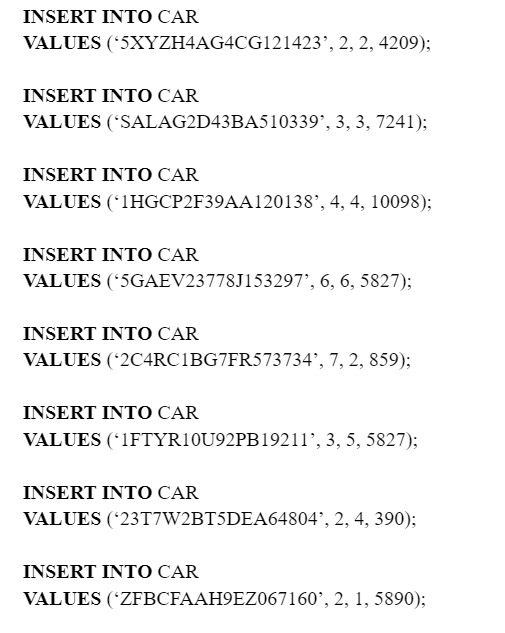 INSERT INTO CAR
VALUES (‘5XYZH4AG4CG121423’, 2, 2, 4209);
INSERT INTO CAR
VALUES (‘SALAG2D43BA510339’, 3, 3, 7241);
INSERT INTO CAR
VALUES (‘1HGCP2F39AA120138’, 4, 4, 10098);
INSERT INTO CAR
VALUES (‘5GAEV23778J153297’, 6, 6, 5827);
INSERT INTO CAR
VALUES (‘2C4RC1BG7FR573734’, 7, 2, 859);
INSERT INTO CAR
VALUES (‘1FTYR10U92PB19211’, 3, 5, 5827);
INSERT INTO CAR
VALUES (‘23T7W2BT5DEA64804’, 2, 4, 390);
INSERT INTO CAR
VALUES (‘ZFBCFAAH9EZ067160’, 2, 1, 5890);